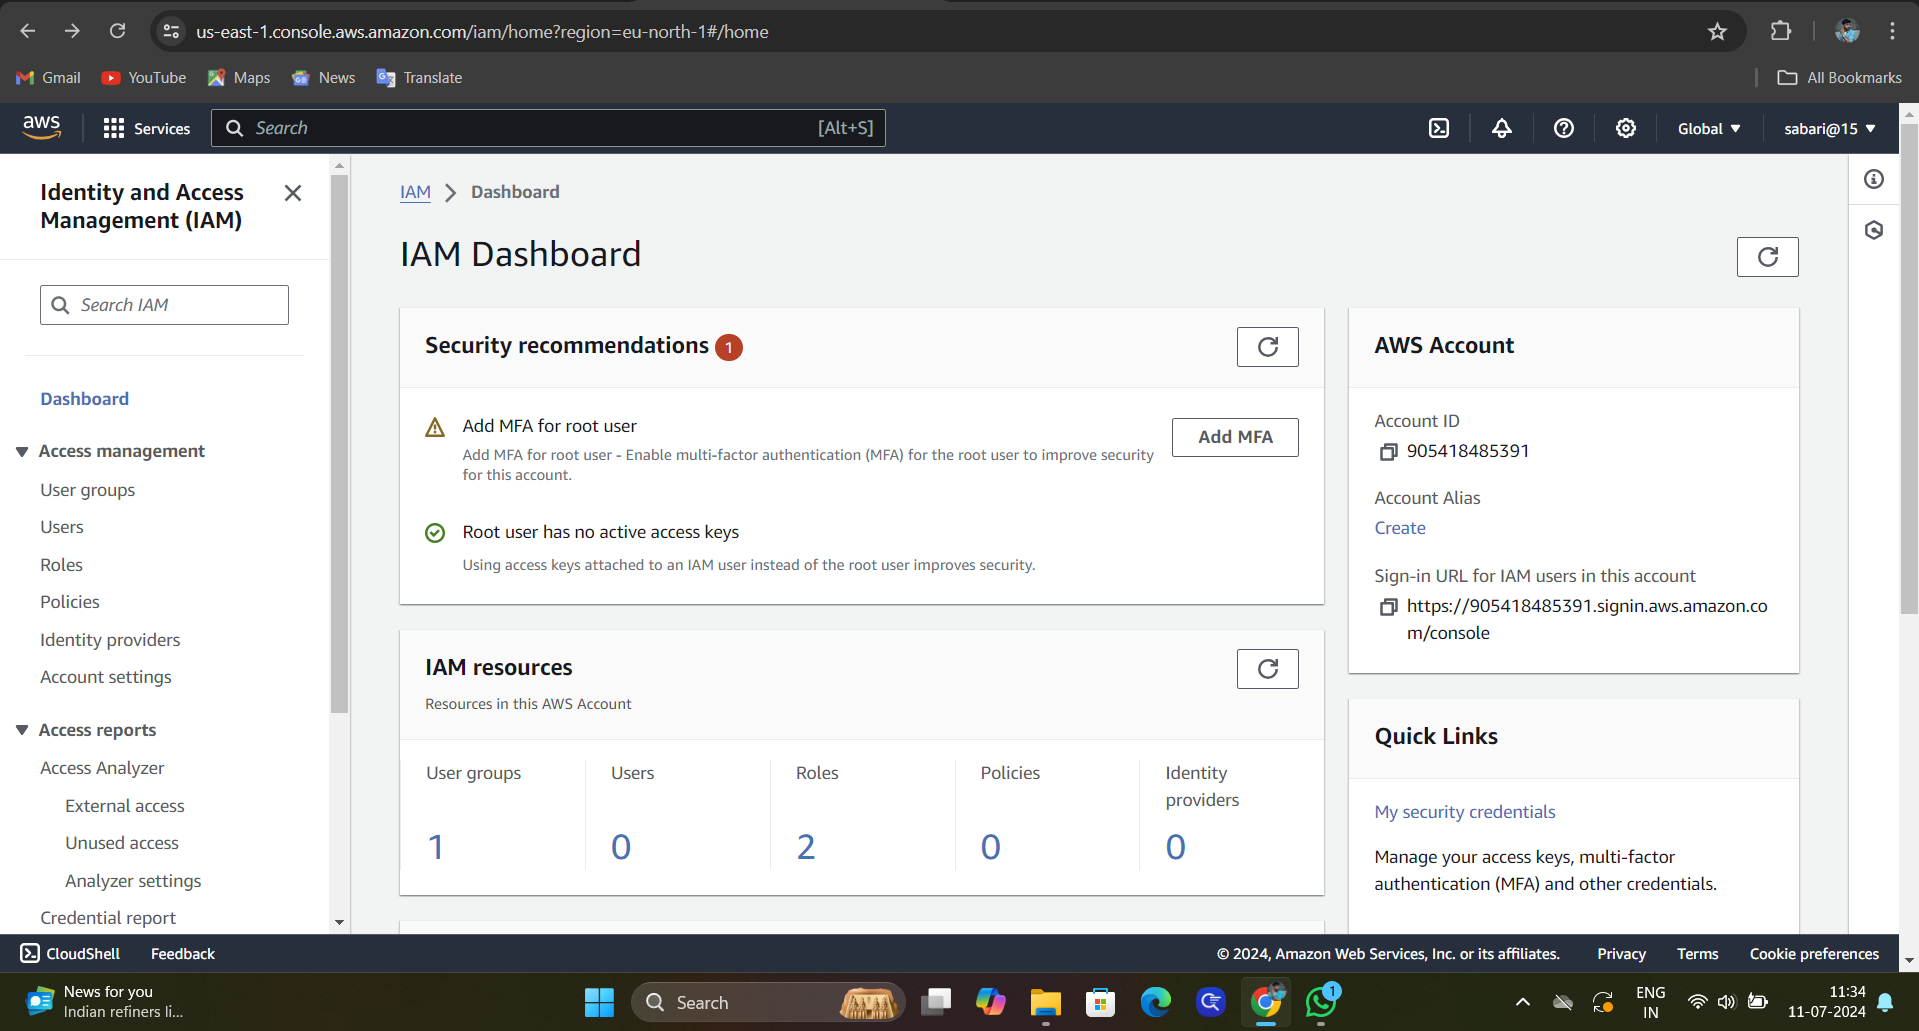 us-east-1.console.aws.amazon.com/iam/home?region=eu-north-1#/home
Gmail
YouTube
Maps
News
Translate
All Bookmarks
aws
Services
Search
[Alt+S]
Global
sabari@15
Identity and Access
Management (IAM)
Search IAM
Dashboard
Access management
User groups
Users
Roles
Policies
Identity providers
Account settings
Access reports
Access Analyzer
External access
Unused access
Analyzer settings
Credential report
IAM
Dashboard
IAM Dashboard
Security recommendations
1
Add MFA for root user
Add MFA for root user - Enable multi-factor authentication (MFA) for the root user to improve security
for this account.
Add MFA
Root user has no active access keys
Using access keys attached to an IAM user instead of the root user improves security.
IAM resources
Resources in this AWS Account
User groups
1
Users
0
Roles
2
Policies
0
Identity
providers
0
AWS Account
Account ID
905418485391
Account Alias
Create
Sign-in URL for IAM users in this account
https://905418485391.signin.aws.amazon.co
m/console
Quick Links
My security credentials
Manage your access keys, multi-factor
authentication (MFA) and other credentials.
CloudShell
Feedback
© 2024, Amazon Web Services, Inc. or its affiliates.
Privacy
Terms
Cookie preferences
News for you
Indian refiners li...
Search
1
ENG
IN
11:34
11-07-2024